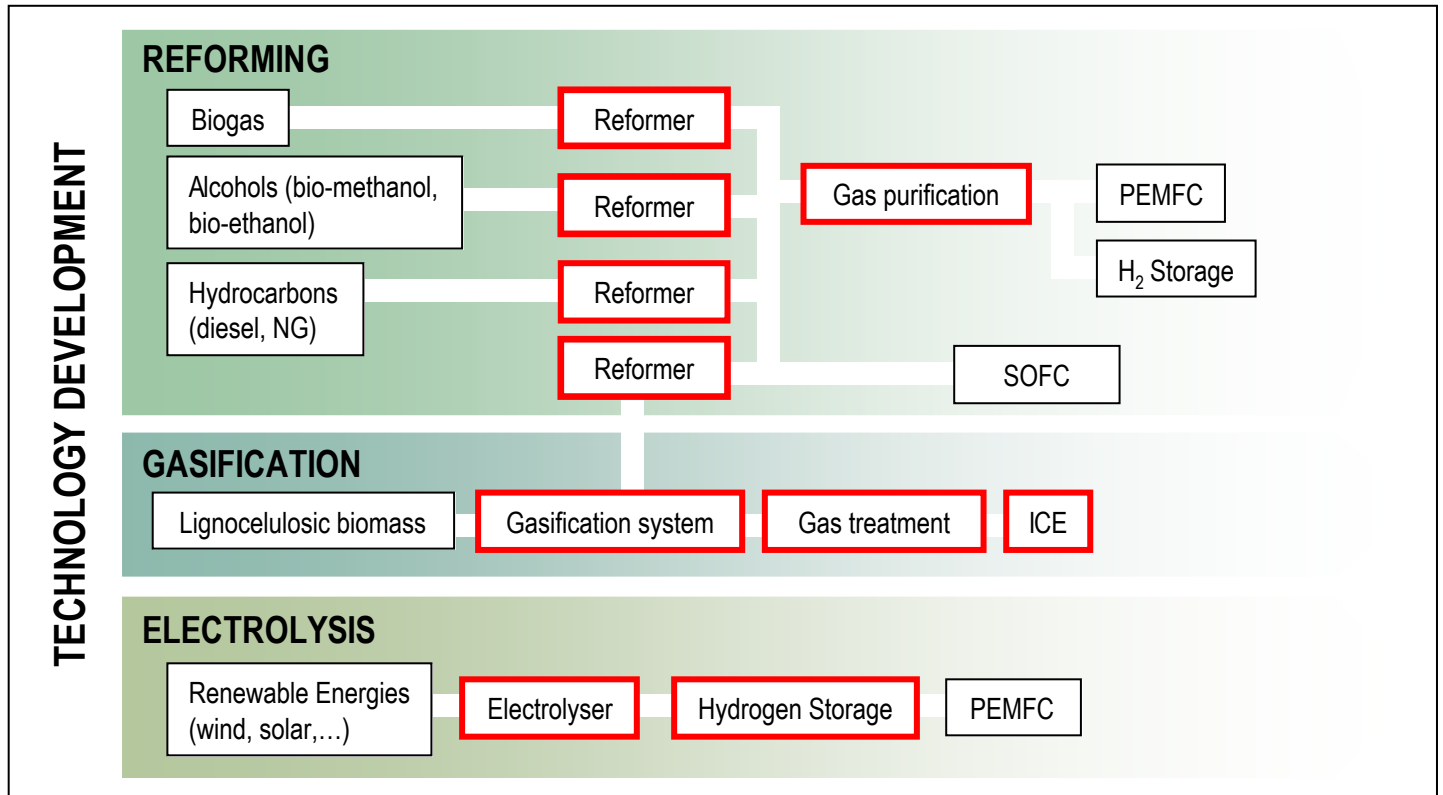 TECHNOLOGY DEVELOPMENT
REFORMING
Biogas
Reformer
Alcohols (bio-methanol,
bio-ethanol)
Reformer
Gas purification
PEMFC
H₂ Storage
Hydrocarbons
(diesel, NG)
Reformer
Reformer
SOFC
GASIFICATION
Lignocelulosic biomass
Gasification system
Gas treatment
ICE
ELECTROLYSIS
Renewable Energies
(wind, solar,…)
Electrolyser
Hydrogen Storage
PEMFC